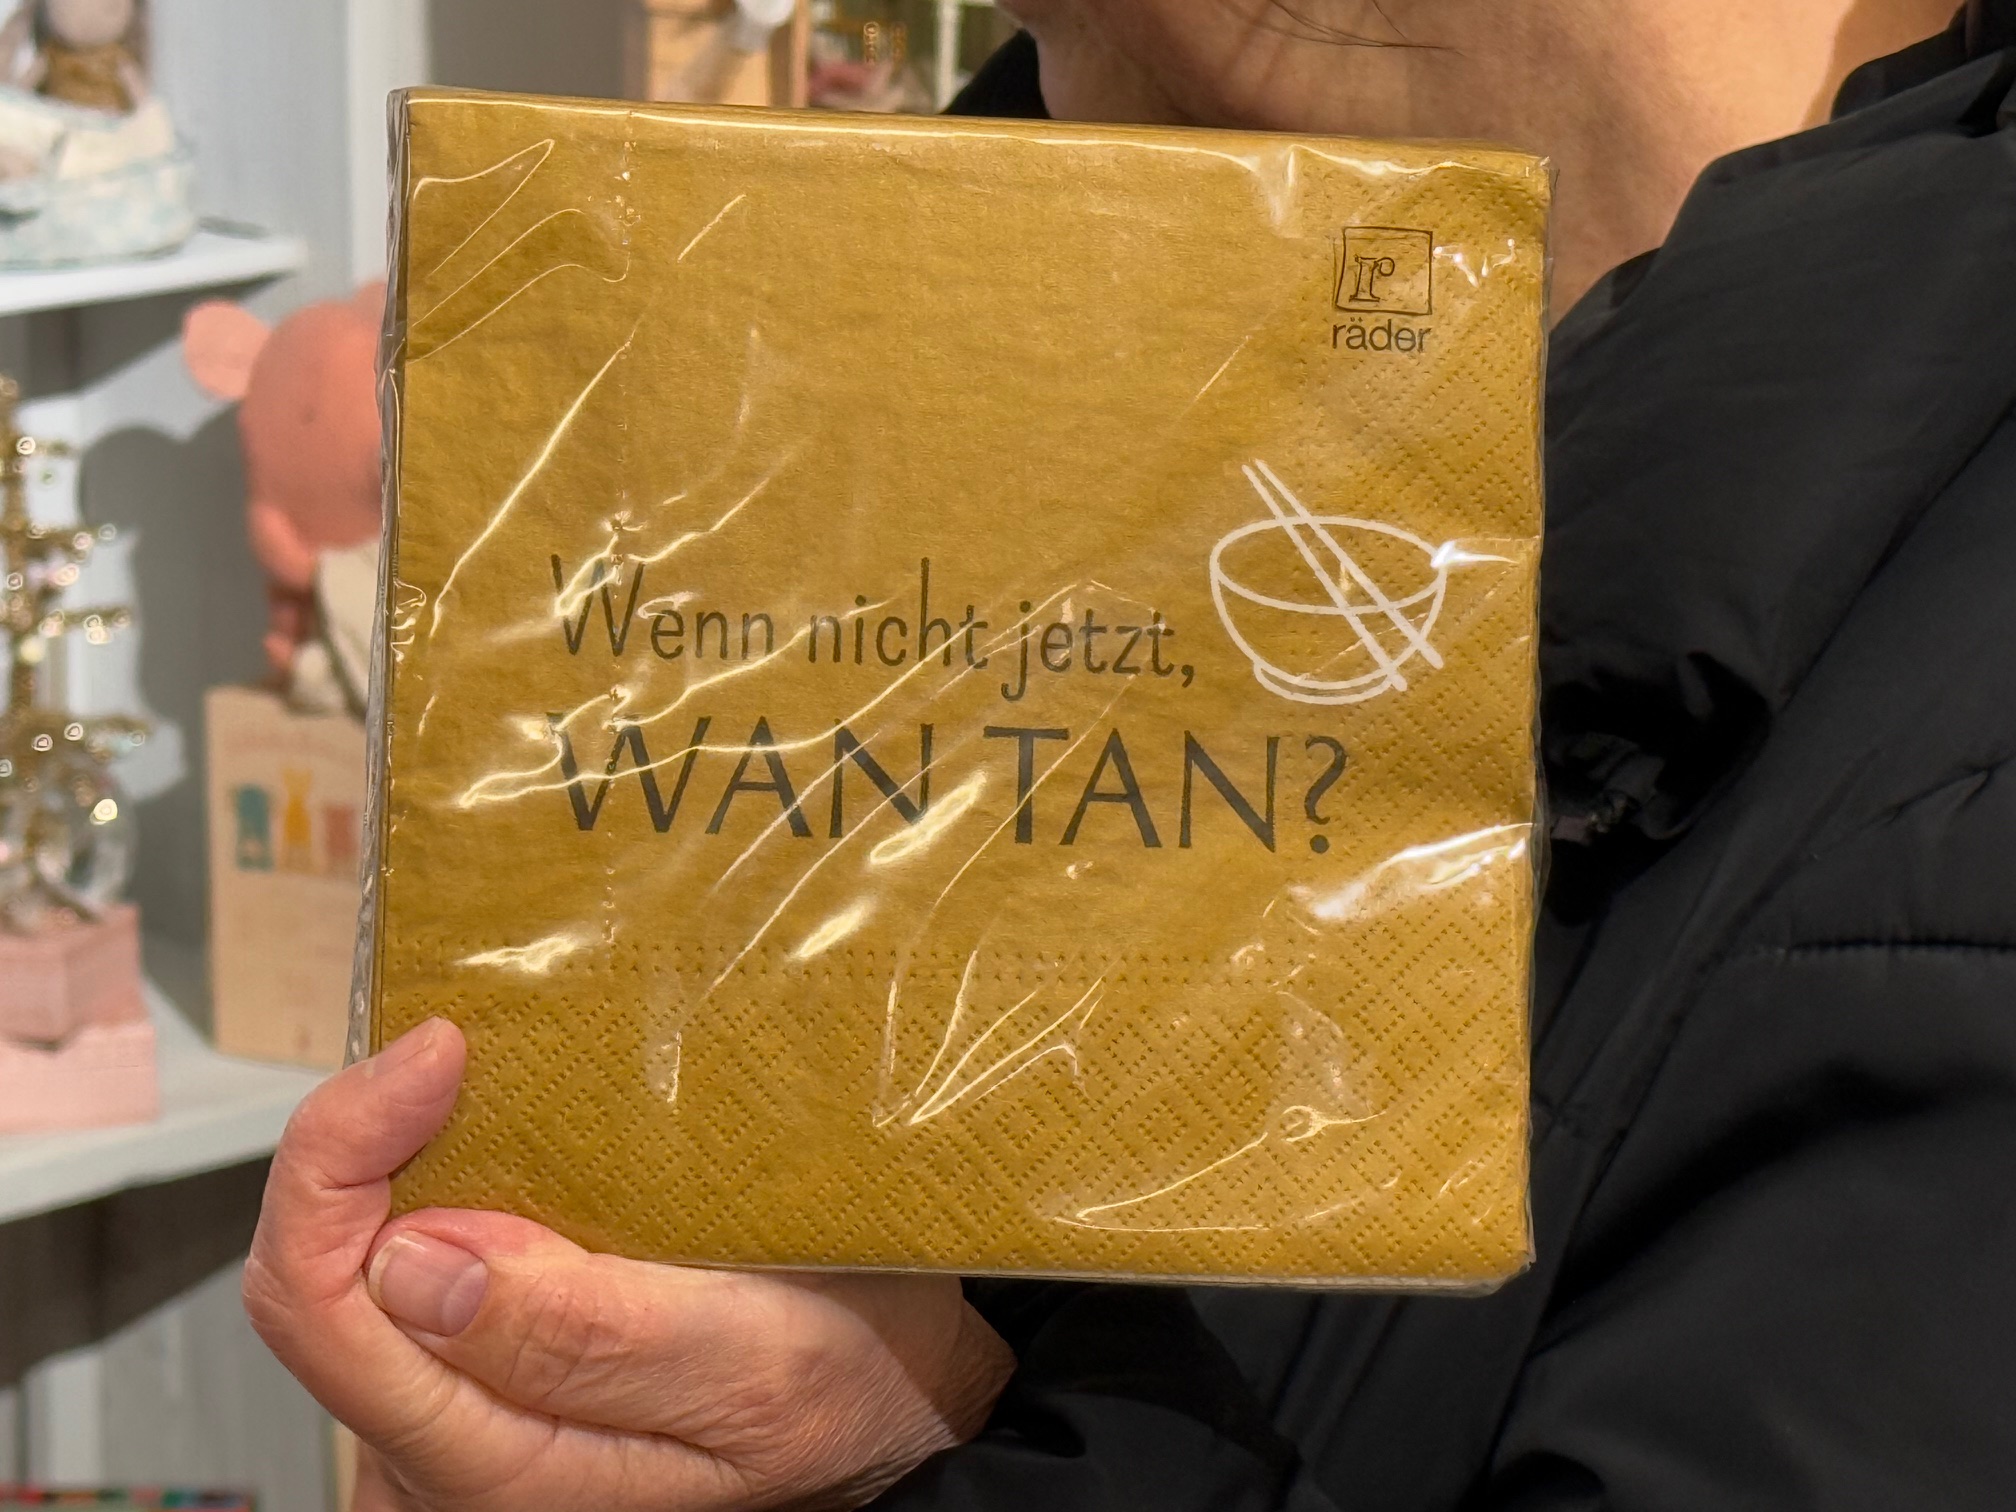 r
räder
Wenn nicht jetzt,
WAN TAN?